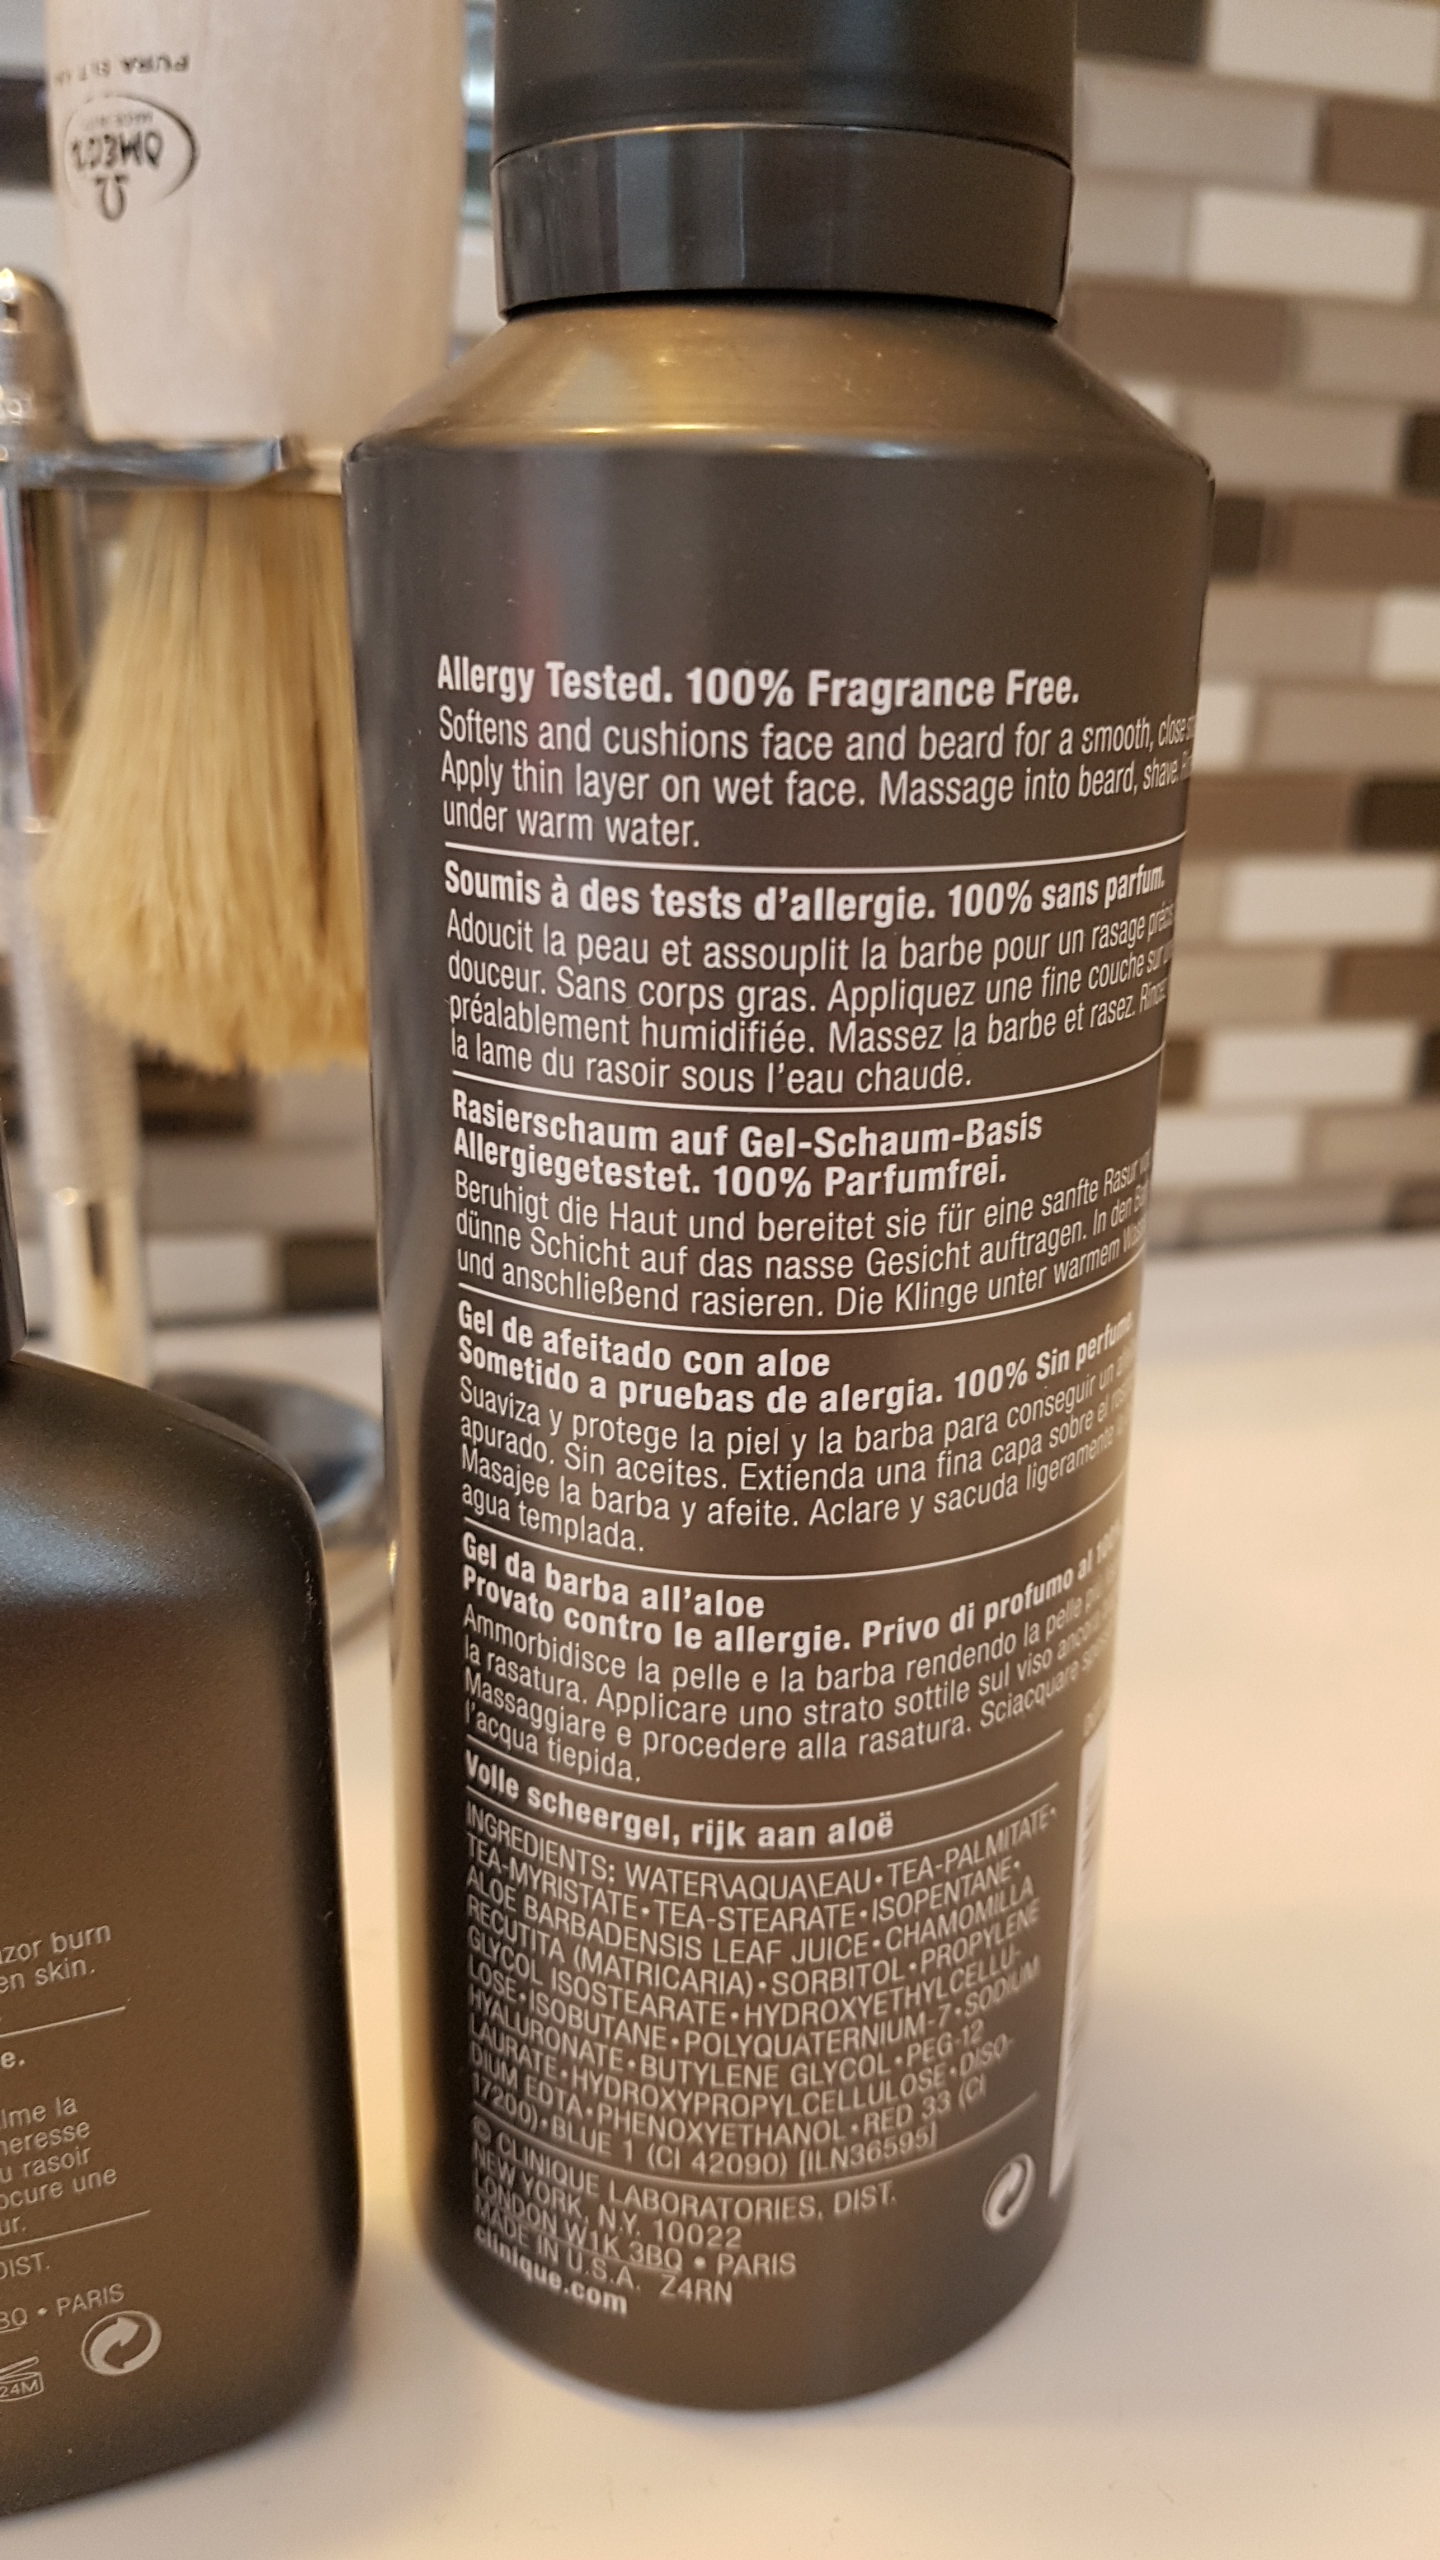 PURA
OMEGA
Allergy Tested. 100% Fragrance Free.
Softens and cushions face and beard for a smooth, close
Apply thin layer on wet face. Massage into beard, shave.
under warm water.
Soumis à des tests d'allergie. 100% sans parfum.
Adoucit la peau et assouplit la barbe pour un rasage précis
douceur. Sans corps gras. Appliquez une fine couche sur
préalablement humidifiée. Massez la barbe et rasez.
la lame du rasoir sous l'eau chaude.
Rasierschaum auf Gel-Schaum-Basis
Allergiegetestet. 100% Parfumfrei.
Beruhigt die Haut und bereitet sie für eine sanfte Rasur
dünne Schicht auf das nasse Gesicht auftragen. In den
und anschließend rasieren. Die Klinge unter warmem
Gel de afeitado con aloe
Sometido a pruebas de alergia. 100% Sin perfume.
Suaviza y protege la piel y la barba para conseguir un
apurado. Sin aceites. Extienda una fina capa sobre el
Masajee la barba y afeite. Aclare y sacuda ligeramente
agua templada.
Gel da barba all'aloe
Provato contro le allergie. Privo di profumo al 100%
Ammorbidisce la pelle e la barba rendendo la pelle
la rasatura. Applicare uno strato sottile sul viso ancora
Massaggiare e procedere alla rasatura. Sciacquare
l'acqua tiepida.
Volle scheergel, rijk aan aloë
INGREDIENTS: WATER\AQUA\EAU • TEA-PALMITATE •
TEA-MYRISTATE • TEA-STEARATE • ISOPENTANE •
ALOE BARBADENSIS LEAF JUICE • CHAMOMILLA
RECUTITA (MATRICARIA) • SORBITOL • PROPYLENE
GLYCOL ISOSTEARATE • HYDROXYETHYLCELLU-
LOSE • ISOBUTANE • POLYQUATERNIUM-7 • SODIUM
HYALURONATE • BUTYLENE GLYCOL • PEG-12
LAURATE • HYDROXYPROPYLCELLULOSE • DISO-
DIUM EDTA • PHENOXYETHANOL • RED 33 (CI
17200) • BLUE 1 (CI 42090) [ILN36595]
© CLINIQUE LABORATORIES, DIST.
NEW YORK, N.Y. 10022
LONDON W1K 3BQ • PARIS
MADE IN U.S.A. Z4RN
clinique.com
burn
skin.
la
rasoir
une
DIST.
• PARIS
24M